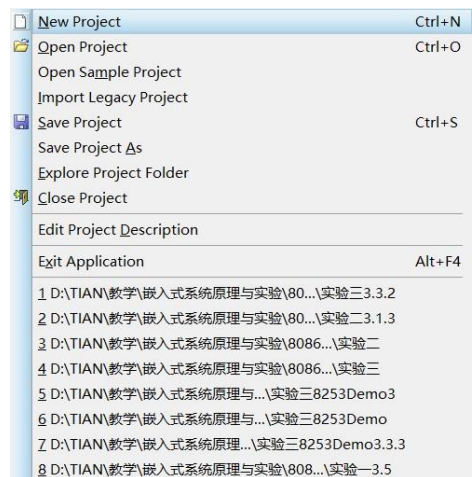 New Project Ctrl+N
Open Project Ctrl+O
Open Sample Project
Import Legacy Project
Save Project Ctrl+S
Save Project As
Explore Project Folder
Close Project
Edit Project Description
Exit Application Alt+F4
1 D:\TIAN\教学\嵌入式系统原理与实验\80...\实验三3.3.2
2 D:\TIAN\教学\嵌入式系统原理与实验\80...\实验二3.1.3
3 D:\TIAN\教学\嵌入式系统原理与实验\8086...\实验二
4 D:\TIAN\教学\嵌入式系统原理与实验\8086...\实验三
5 D:\TIAN\教学\嵌入式系统原理与...\实验三8253Demo3
6 D:\TIAN\教学\嵌入式系统原理与...\实验三8253Demo
7 D:\TIAN\教学\嵌入式系统原理...\实验三8253Demo3.3.3
8 D:\TIAN\教学\嵌入式系统原理与实验\808...\实验一3.5